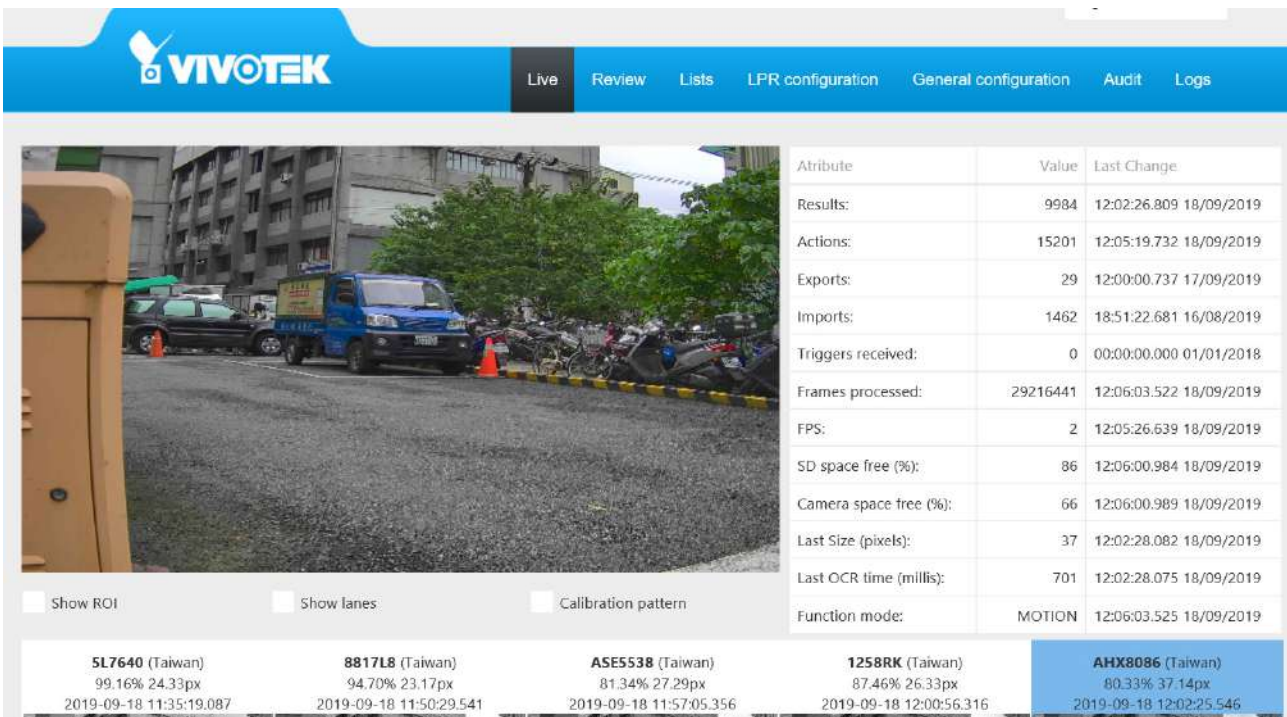 VIVOTEK
Live Review Lists LPR configuration General configuration Audit Logs
Atribute Value Last Change
Results: 9984 12:02:26.809 18/09/2019
Actions: 15201 12:05:19.732 18/09/2019
Exports: 29 12:00:00.737 17/09/2019
Imports: 1462 18:51:22.681 16/08/2019
Triggers received: 0 00:00:00.000 01/01/2018
Frames processed: 29216441 12:06:03.522 18/09/2019
FPS: 2 12:05:26.639 18/09/2019
SD space free (%): 86 12:06:00.984 18/09/2019
Camera space free (%): 66 12:06:00.989 18/09/2019
Last Size (pixels): 37 12:02:28.082 18/09/2019
Last OCR time (millis): 701 12:02:28.075 18/09/2019
Function mode: MOTION 12:06:03.525 18/09/2019
Show ROI Show lanes Calibration pattern
5L7640 (Taiwan) 8817L8 (Taiwan) ASE5538 (Taiwan) 1258RK (Taiwan) AHX8086 (Taiwan)
99.16% 24.33px 94.70% 23.17px 81.34% 27.29px 87.46% 26.33px 80.33% 37.14px
2019-09-18 11:35:19.087 2019-09-18 11:50:29.541 2019-09-18 11:57:05.356 2019-09-18 12:00:56.316 2019-09-18 12:02:25.546